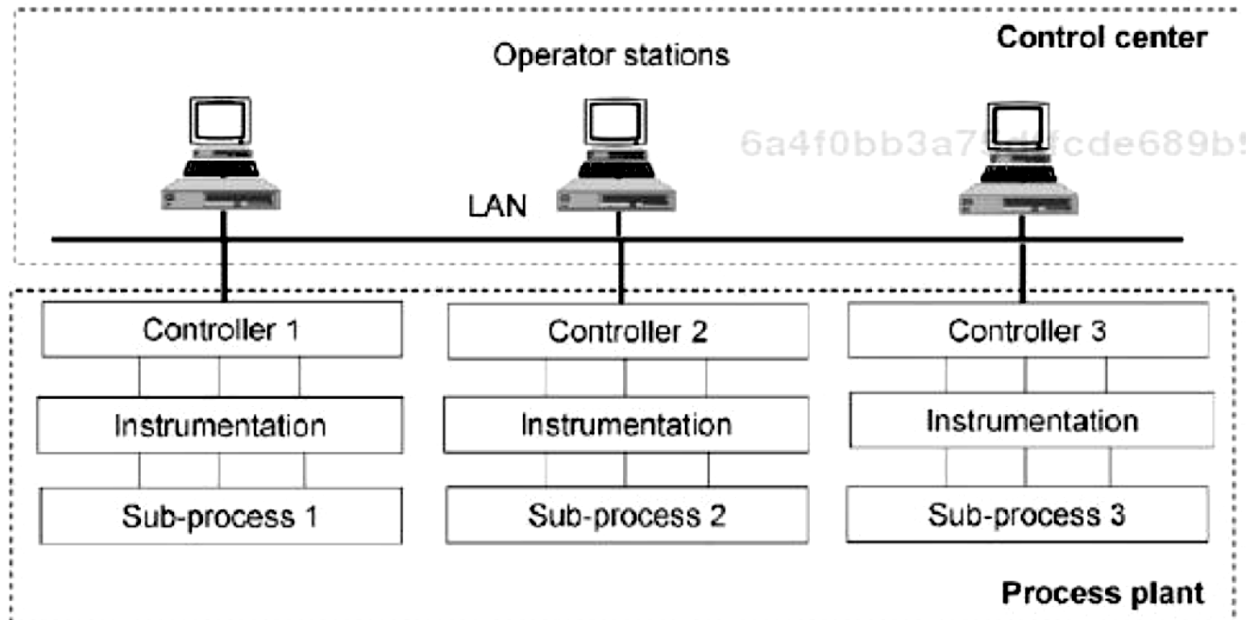 Control center
Operator stations
LAN
Controller 1
Controller 2
Controller 3
Instrumentation
Instrumentation
Instrumentation
Sub-process 1
Sub-process 2
Sub-process 3
Process plant